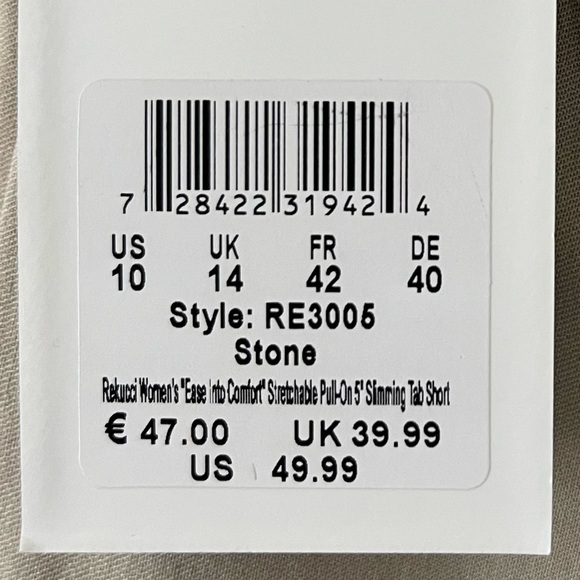 7 28422 31942 4
US UK FR DE
10 14 42 40
Style: RE3005
Stone
Rekucci Women's "Ease Into Comfort" Stretchable Pull-On 5" Slimming Tab Short
€ 47.00 UK 39.99
US 49.99